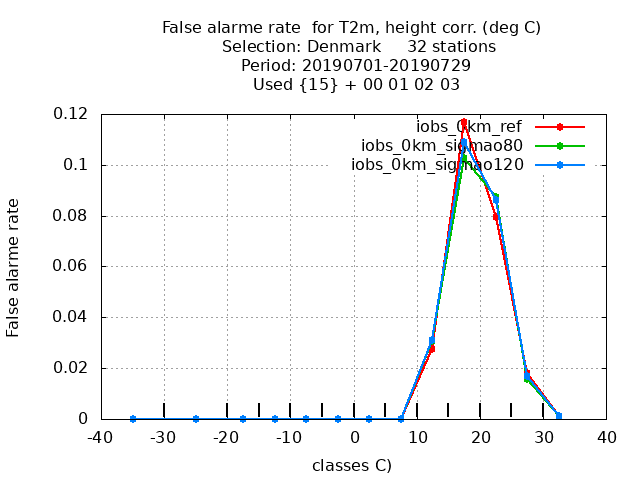 False alarme rate  for T2m, height corr. (deg C)
Selection: Denmark     32 stations
Period: 20190701-20190729
Used {15} + 00 01 02 03
iobs_0km_ref
iobs_0km_sigmao80
iobs_0km_sigmao120
0.12
0.1
0.08
0.06
0.04
0.02
0
False alarme rate
-40 -30 -20 -10 0 10 20 30 40
classes C)